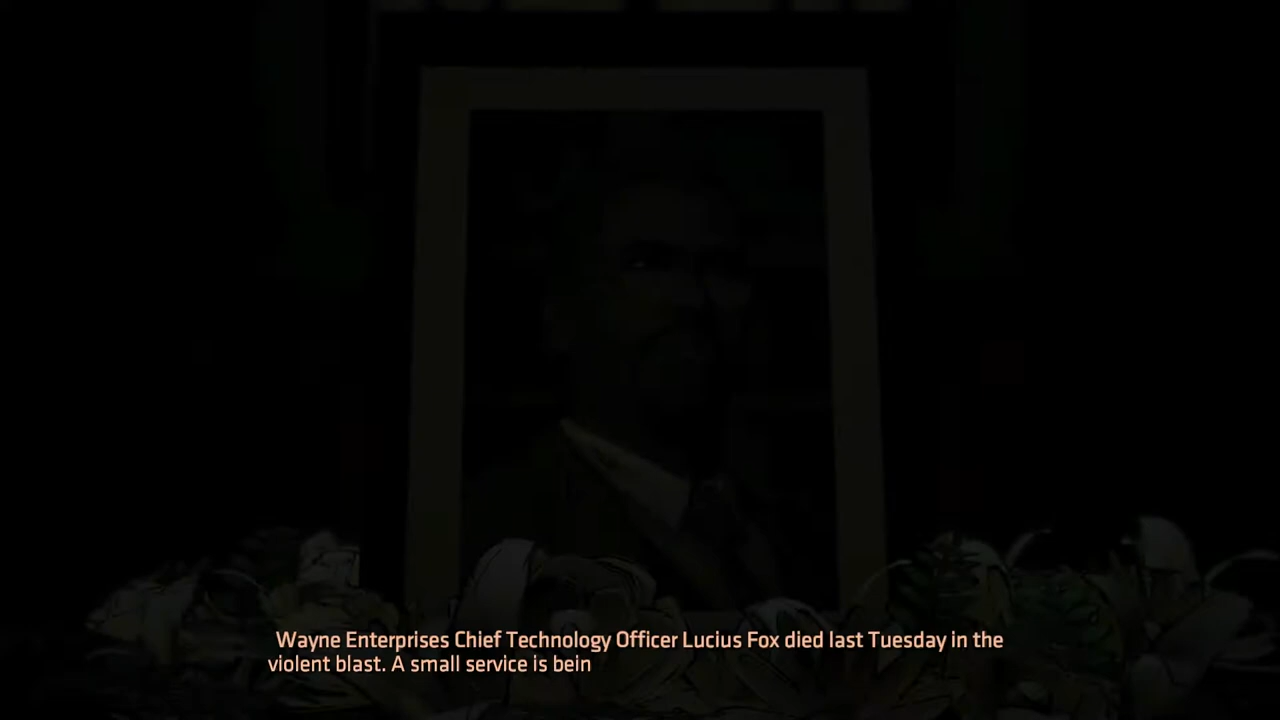 Wayne Enterprises Chief Technology Officer Lucius Fox died last Tuesday in the
violent blast. A small service is bein